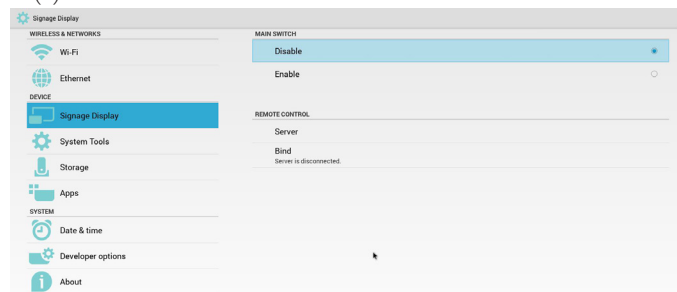 Signage Display
WIRELESS & NETWORKS
Wi-Fi
Ethernet
DEVICE
Signage Display
System Tools
Storage
Apps
SYSTEM
Date & time
Developer options
About
MAIN SWITCH
Disable
Enable
REMOTE CONTROL
Server
Bind
Server is disconnected.